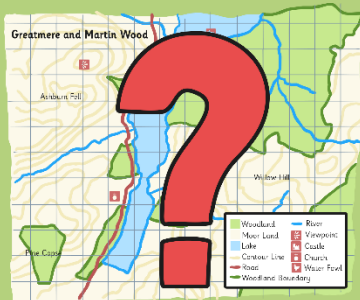 Greatmere and Martin Wood
Ashburn Fell
Willow Hill
Pine Copse
Woodland
Moor Land
Lake
Contour Line
Road
Woodland Boundary
River
Viewpoint
Castle
Church
Water Fowl